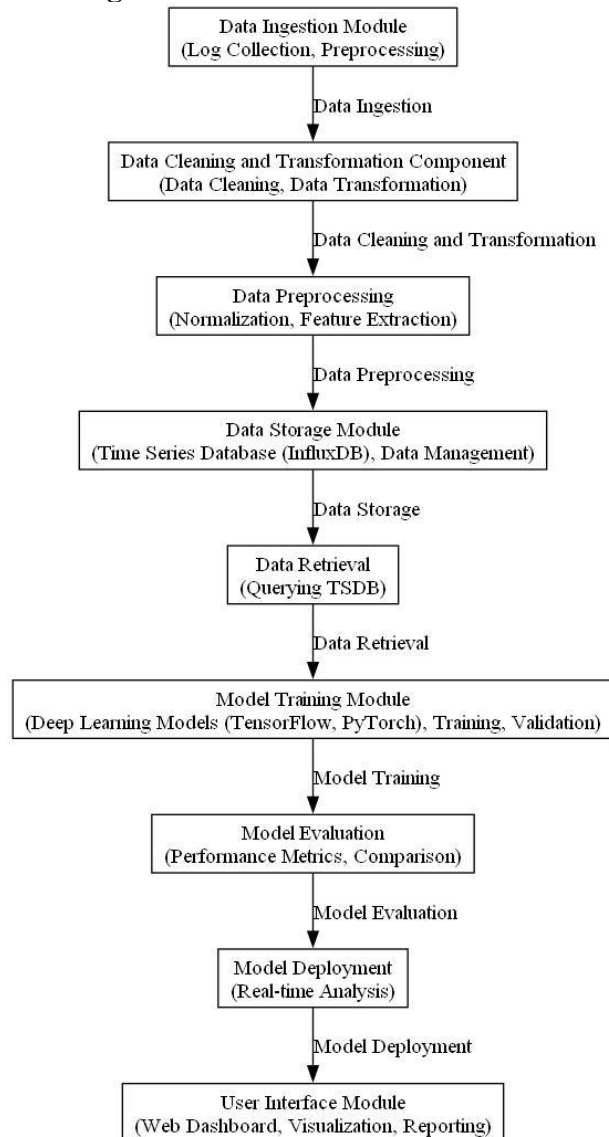 Data Ingestion Module
(Log Collection, Preprocessing)
Data Ingestion
Data Cleaning and Transformation Component
(Data Cleaning, Data Transformation)
Data Cleaning and Transformation
Data Preprocessing
(Normalization, Feature Extraction)
Data Preprocessing
Data Storage Module
(Time Series Database (InfluxDB), Data Management)
Data Storage
Data Retrieval
(Querying TSDB)
Data Retrieval
Model Training Module
(Deep Learning Models (TensorFlow, PyTorch), Training, Validation)
Model Training
Model Evaluation
(Performance Metrics, Comparison)
Model Evaluation
Model Deployment
(Real-time Analysis)
Model Deployment
User Interface Module
(Web Dashboard, Visualization, Reporting)